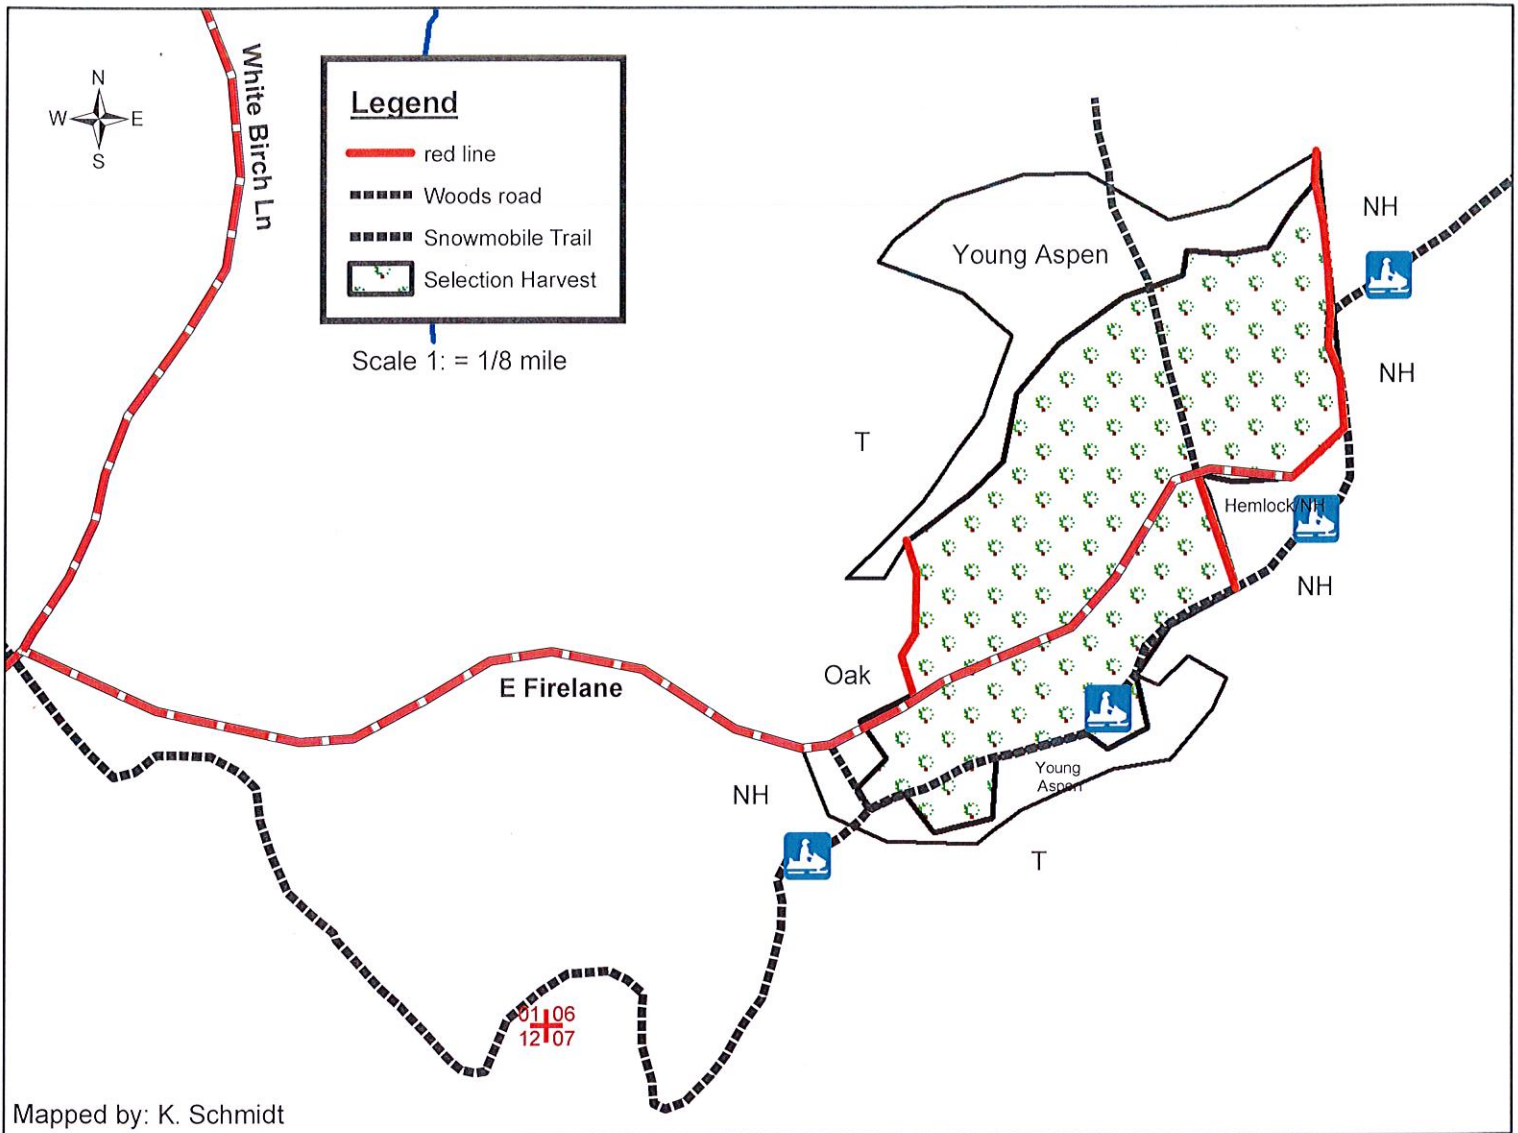 N
W E
S
White Birch Ln
Legend
red line
Woods road
Snowmobile Trail
Selection Harvest
Scale 1: = 1/8 mile
Young Aspen
NH
NH
T
Hemlock/NH
NH
Oak
E Firelane
NH
Young
Aspen
T
01 06
12 07
Mapped by: K. Schmidt